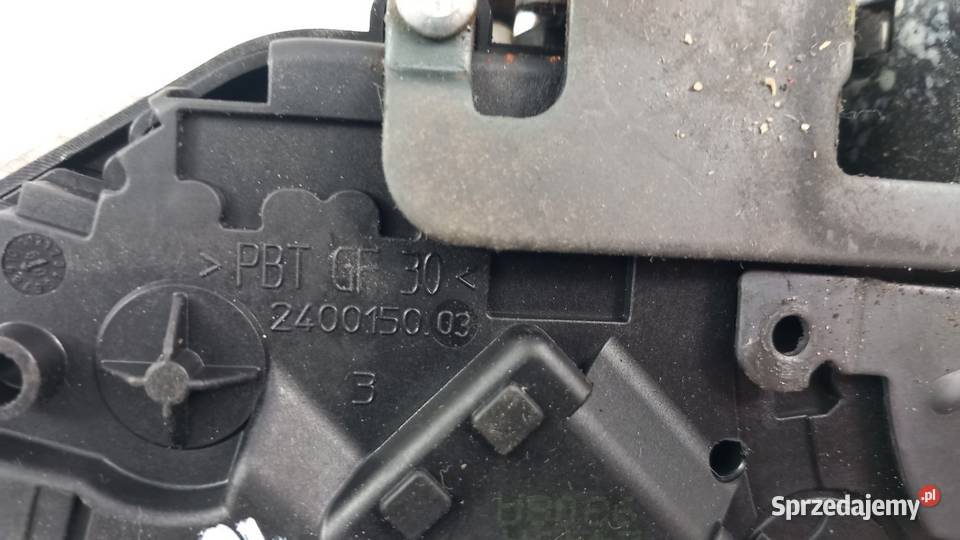 >PBT GF 30<
2400150.03
3
Sprzedajemy.pl